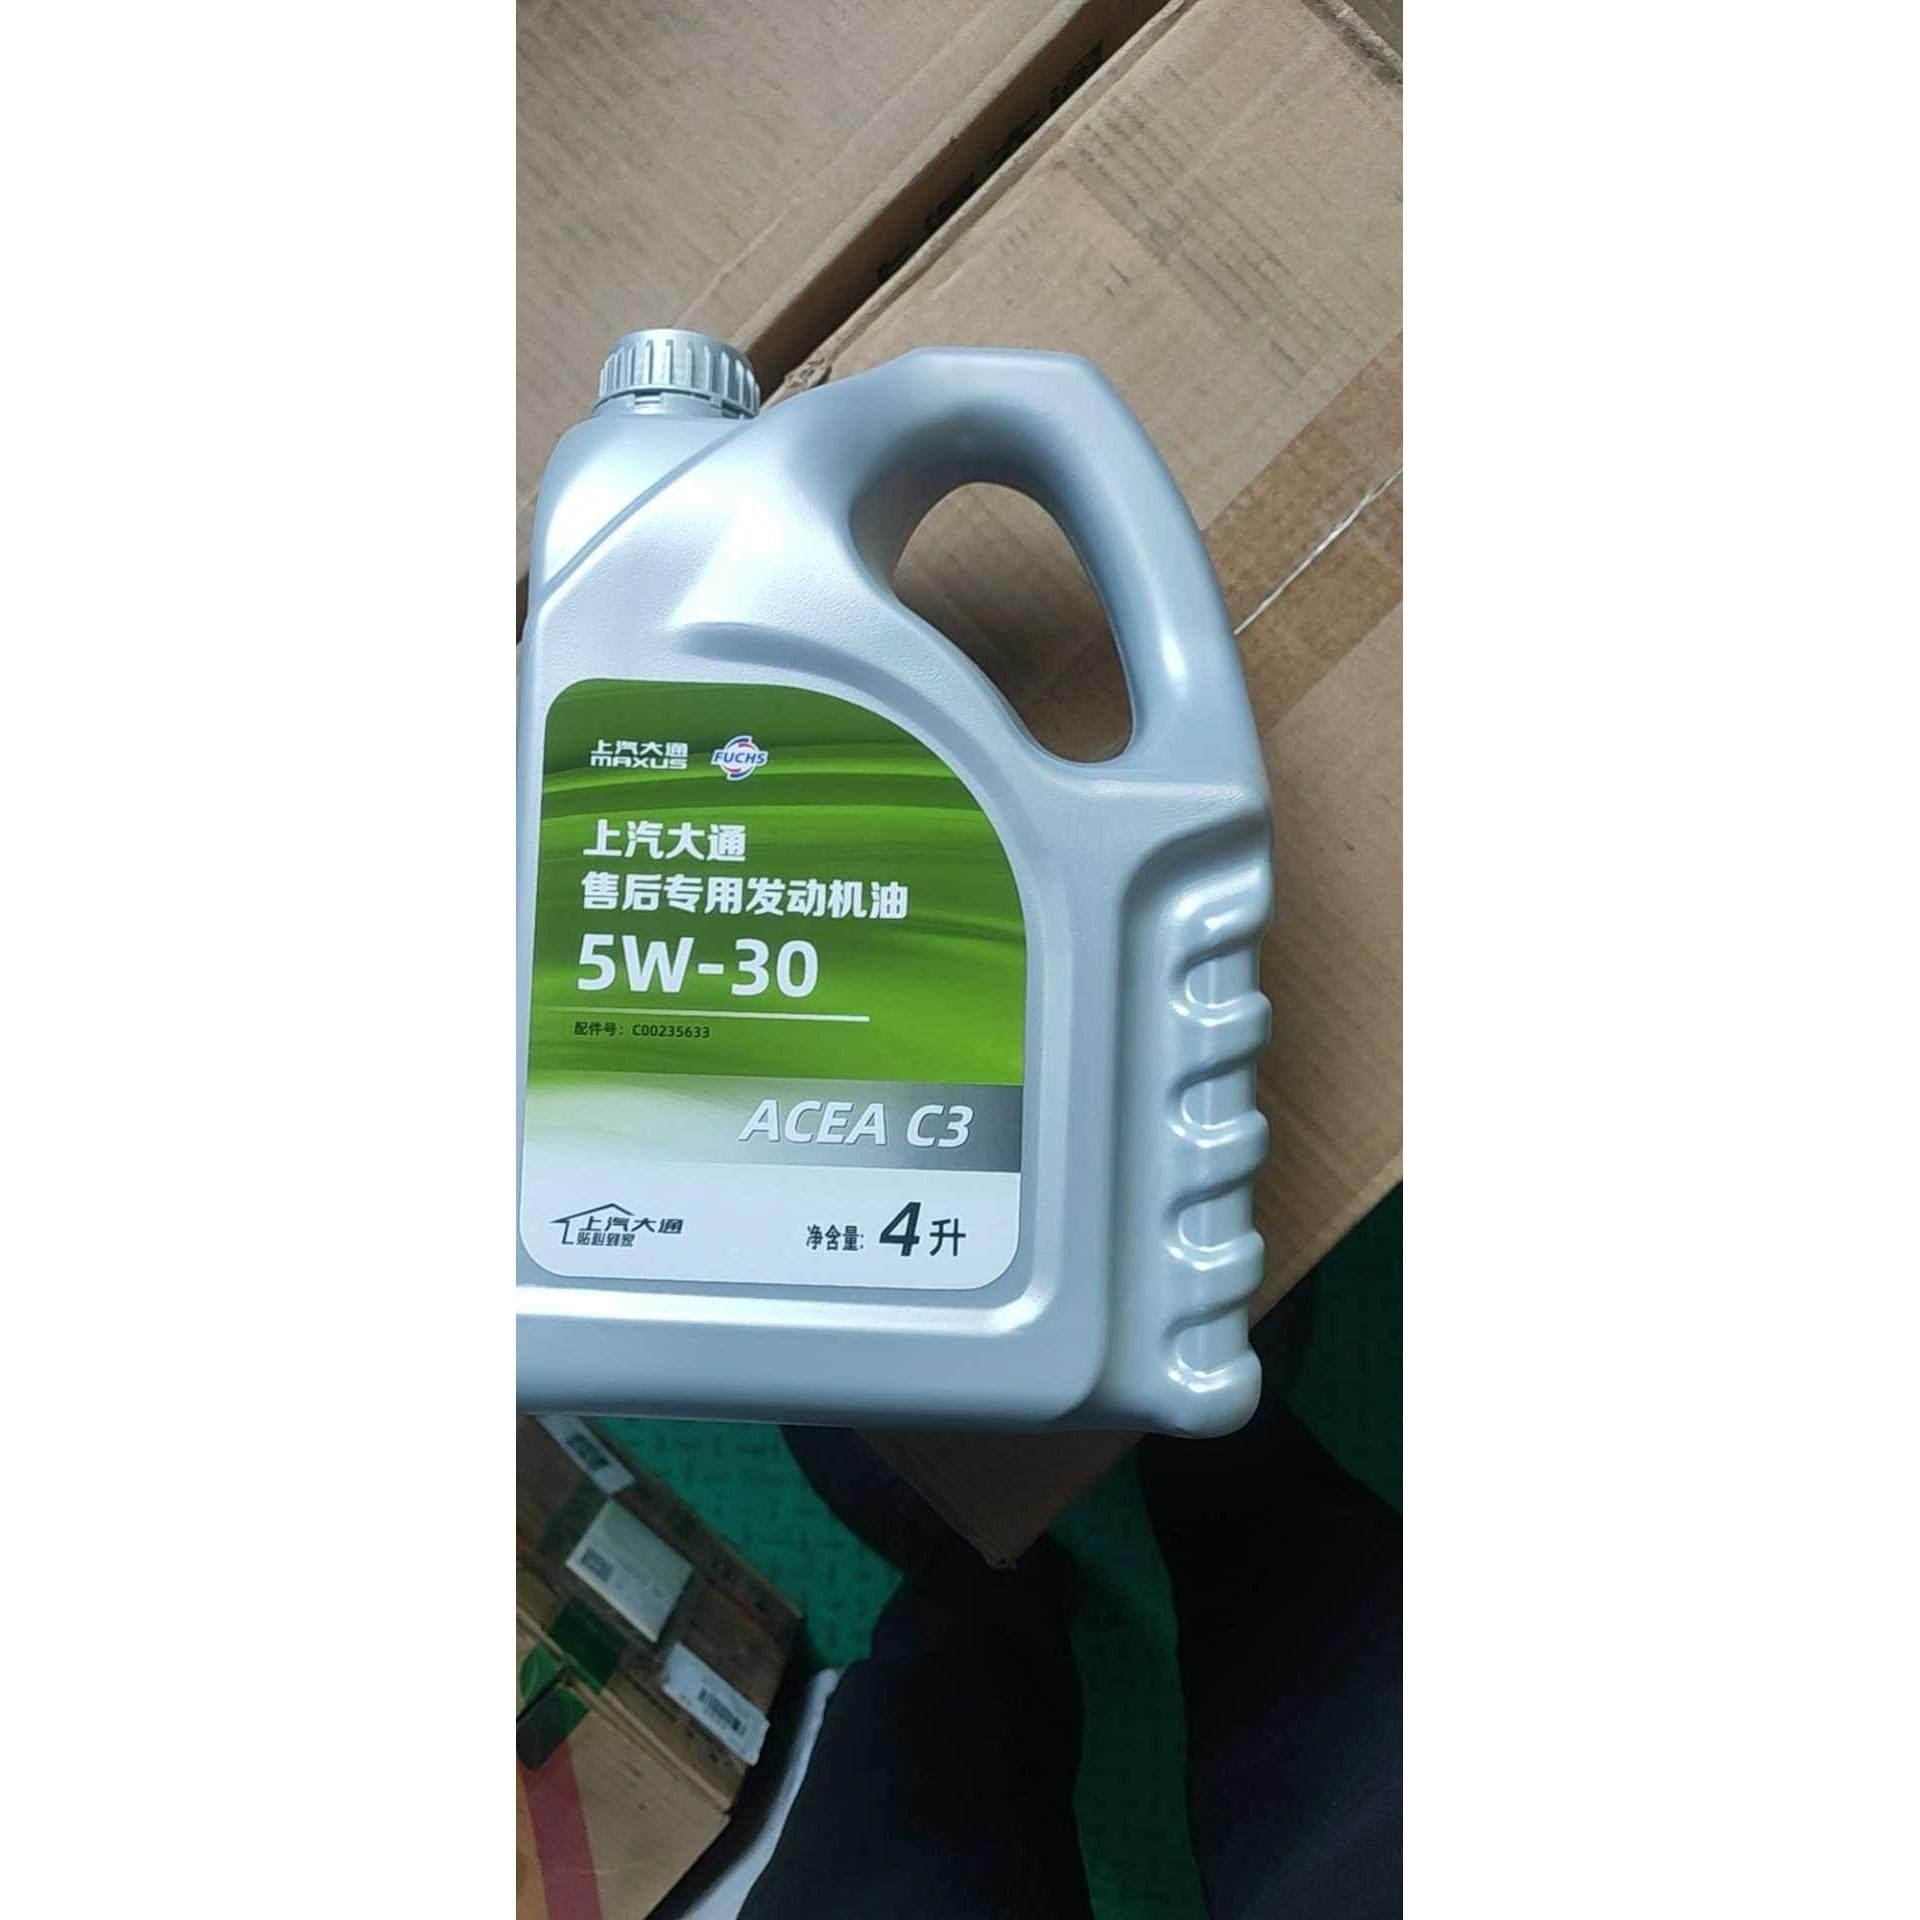 上汽大通 FUCHS
MAXUS
上汽大通
售后专用发动机油
5W-30
配件号：C00235633
ACEA C3
上汽大通
贴心到家
净含量: 4升